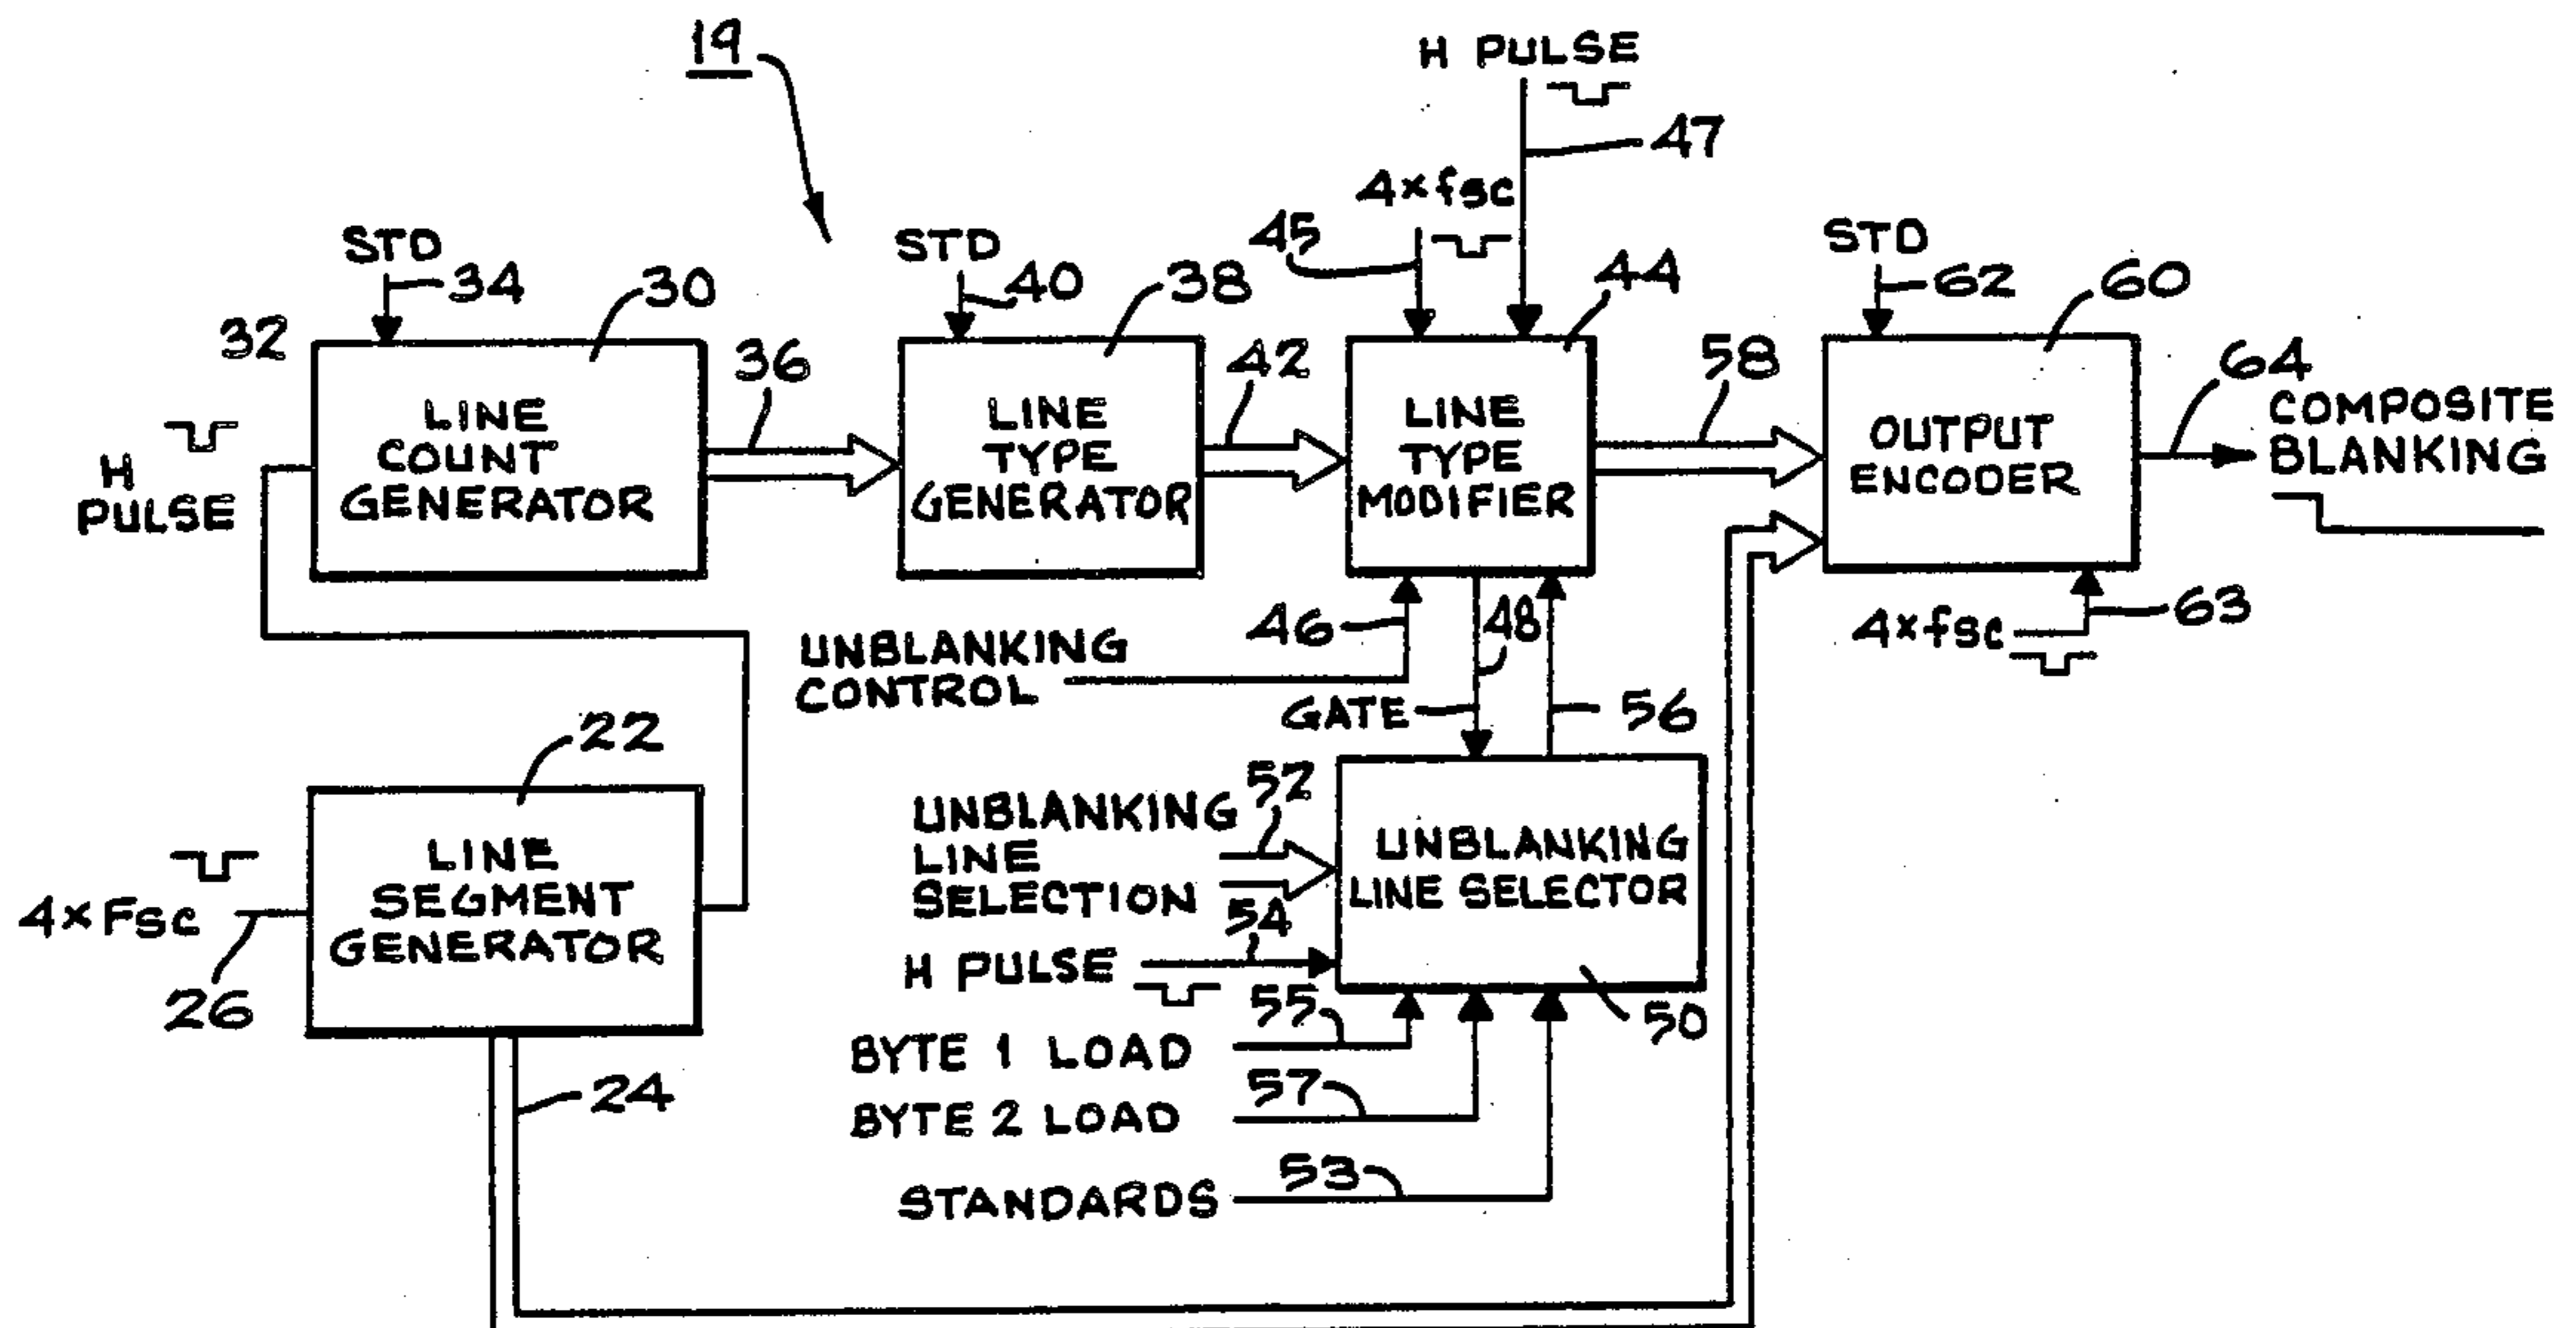 19
H PULSE
47
4×fsc
45
STD
34
30
STD
40
38
44
STD
62
60
32
H
PULSE
LINE
COUNT
GENERATOR
36
LINE
TYPE
GENERATOR
42
LINE
TYPE
MODIFIER
58
OUTPUT
ENCODER
64
COMPOSITE
BLANKING
UNBLANKING
CONTROL
46
48
GATE
56
4×fsc
63
22
LINE
SEGMENT
GENERATOR
4×Fsc
26
24
UNBLANKING
LINE
SELECTION
52
UNBLANKING
LINE SELECTOR
H PULSE
54
50
BYTE 1 LOAD
55
BYTE 2 LOAD
57
STANDARDS
53